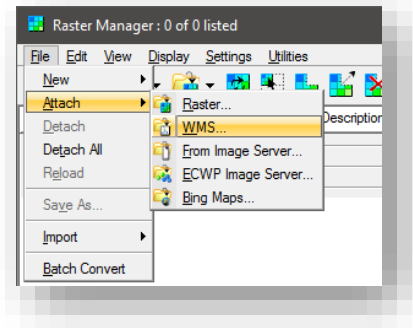 Raster Manager : 0 of 0 listed
File Edit View Display Settings Utilities
New
Attach
Detach
Detach All
Reload
Save As...
Import
Batch Convert
Raster...
WMS...
From Image Server...
ECWP Image Server...
Bing Maps...
Description